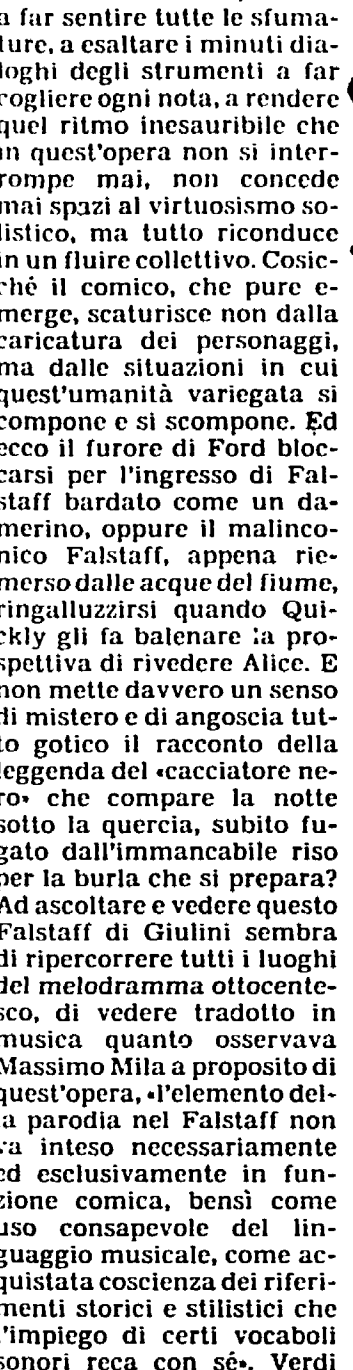 a far sentire tutte le sfuma-
ture, a esaltare i minuti dia-
loghi degli strumenti a far
cogliere ogni nota, a rendere
quel ritmo inesauribile che
in quest'opera non si inter-
rompe mai, non concede
mai spazi al virtuosismo so-
listico, ma tutto riconduce
in un fluire collettivo. Cosic-
ché il comico, che pure e-
merge, scaturisce non dalla
caricatura dei personaggi,
ma dalle situazioni in cui
quest'umanità variegata si
compone e si scompone. Ed
ecco il furore di Ford bloc-
carsi per l'ingresso di Fal-
staff bardato come un da-
merino, oppure il malinco-
nico Falstaff, appena rie-
merso dalle acque del fiume,
ringalluzzirsi quando Qui-
ckly gli fa balenare la pro-
spettiva di rivedere Alice. E
non mette davvero un senso
di mistero e di angoscia tut-
to gotico il racconto della
leggenda del «cacciatore ne-
ro» che compare la notte
sotto la quercia, subito fu-
gato dall'immancabile riso
per la burla che si prepara?
Ad ascoltare e vedere questo
Falstaff di Giulini sembra
di ripercorrere tutti i luoghi
del melodramma ottocente-
sco, di vedere tradotto in
musica quanto osservava
Massimo Mila a proposito di
quest'opera, «l'elemento del-
la parodia nel Falstaff non
va inteso necessariamente
ed esclusivamente in fun-
zione comica, bensì come
uso consapevole del lin-
guaggio musicale, come ac-
quistata coscienza dei riferi-
menti storici e stilistici che
l'impiego di certi vocaboli
sonori reca con sé». Verdi